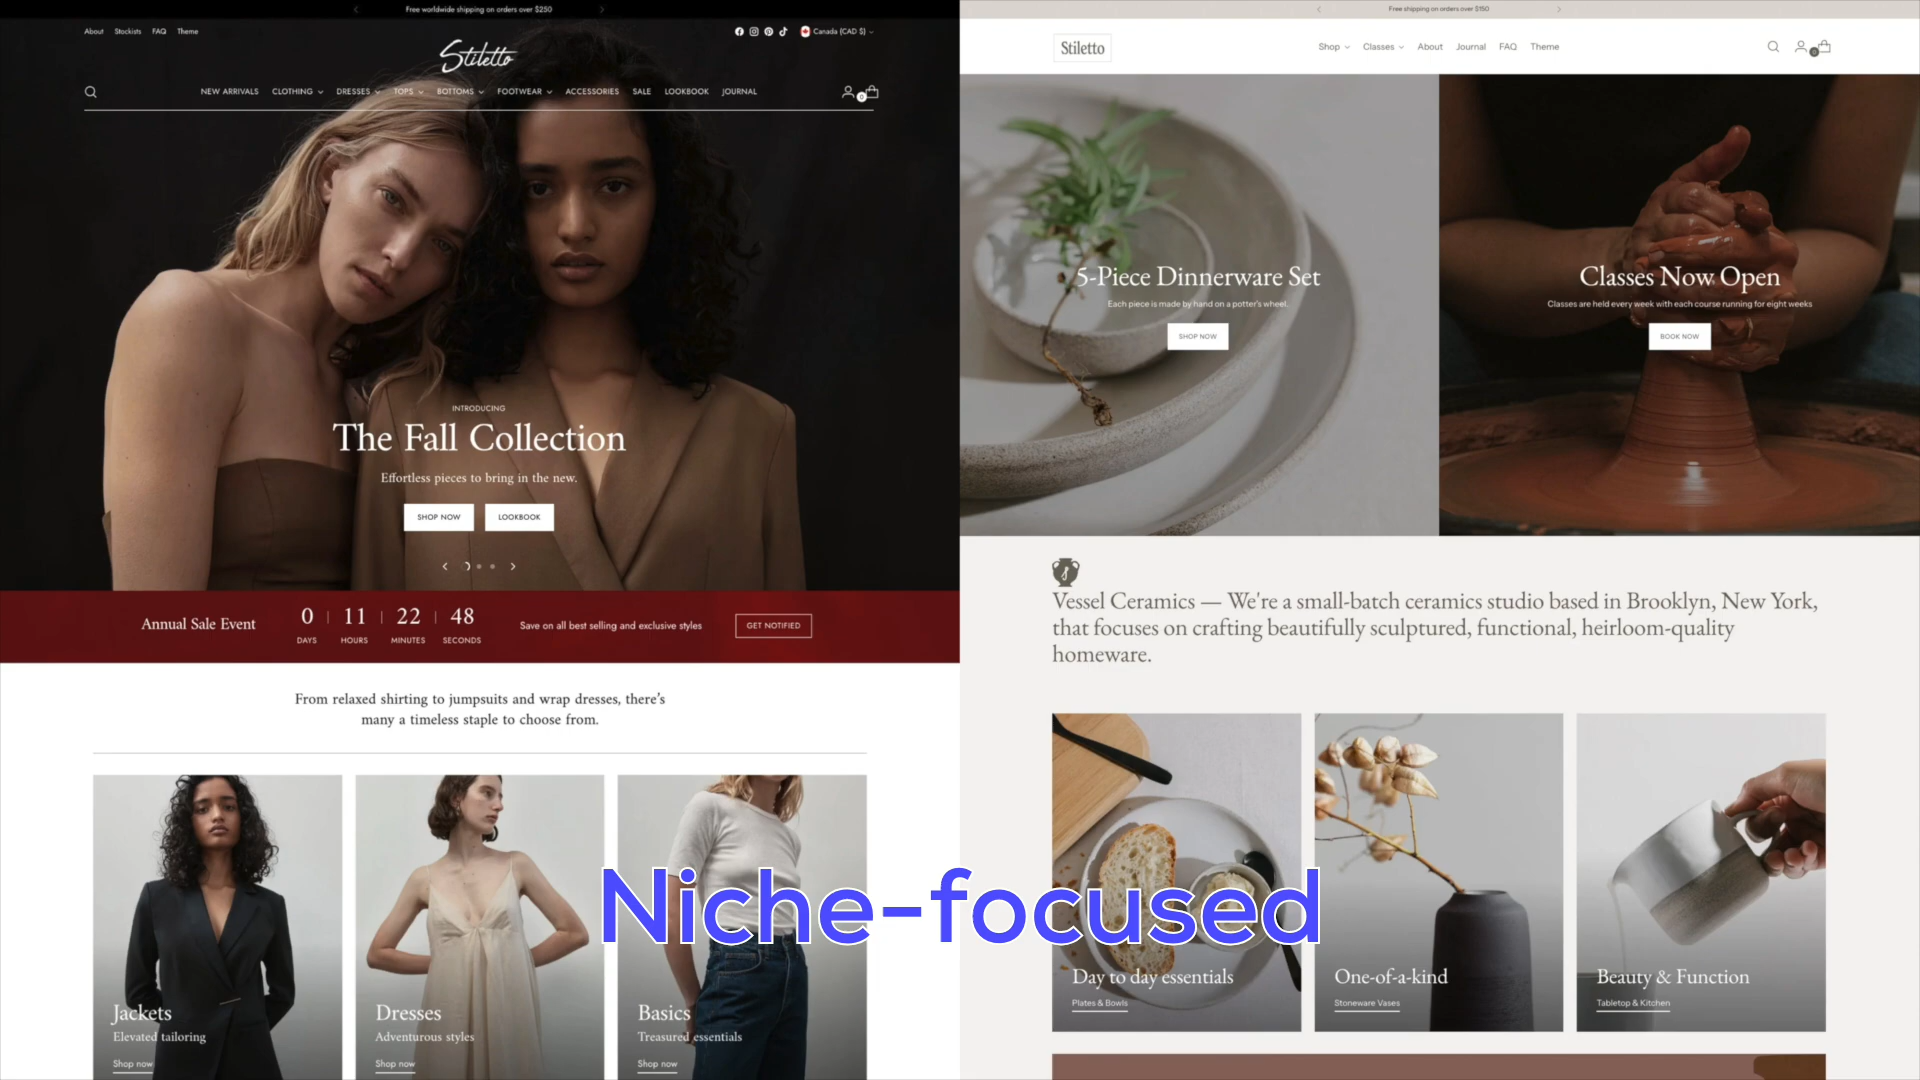 Free worldwide shipping on orders over $250
About Stockists FAQ Theme
Canada (CAD $)
Stiletto
NEW ARRIVALS CLOTHING DRESSES TOPS BOTTOMS FOOTWEAR ACCESSORIES SALE LOOKBOOK JOURNAL
0
INTRODUCING
The Fall Collection
Effortless pieces to bring in the new.
SHOP NOW LOOKBOOK
Annual Sale Event
0 11 22 48
DAYS HOURS MINUTES SECONDS
Save on all best selling and exclusive styles
GET NOTIFIED
From relaxed shirting to jumpsuits and wrap dresses, there's
many a timeless staple to choose from.
Jackets
Elevated tailoring
Shop now
Dresses
Adventurous styles
Shop now
Basics
Treasured essentials
Shop now
Free shipping on orders over $150
Stiletto
Shop Classes About Journal FAQ Theme
0
5-Piece Dinnerware Set
Each piece is made by hand on a potter's wheel.
SHOP NOW
Classes Now Open
Classes are held every week with each course running for eight weeks
BOOK NOW
Vessel Ceramics — We're a small-batch ceramics studio based in Brooklyn, New York,
that focuses on crafting beautifully sculptured, functional, heirloom-quality
homeware.
Day to day essentials
Plates & Bowls
One-of-a-kind
Stoneware Vases
Beauty & Function
Tabletop & Kitchen
Niche-focused